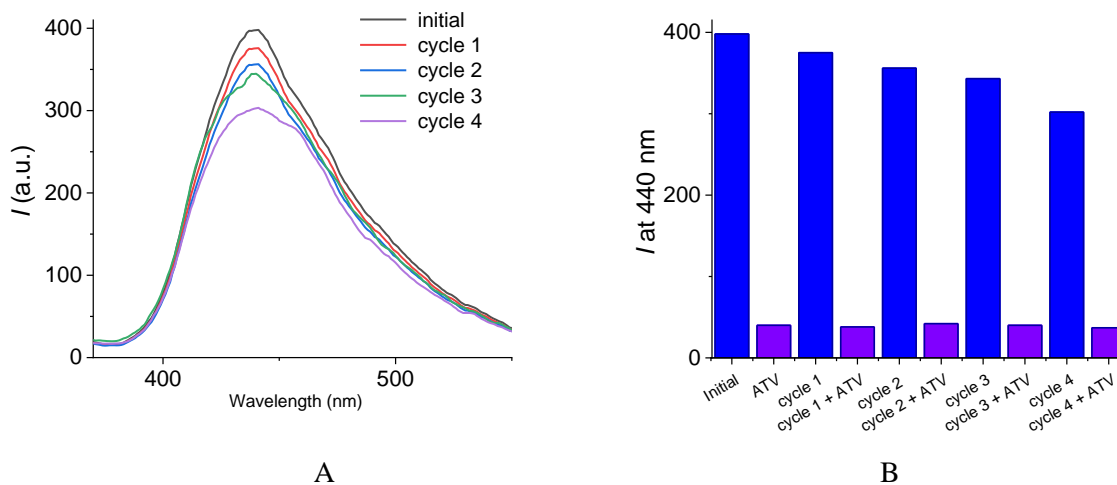 400
300
200
100
0
I (a.u.)
400
500
Wavelength (nm)
initial
cycle 1
cycle 2
cycle 3
cycle 4
A
400
200
0
I at 440 nm
Initial
ATV
cycle 1
cycle 1 + ATV
cycle 2
cycle 2 + ATV
cycle 3
cycle 3 + ATV
cycle 4
cycle 4 + ATV
B